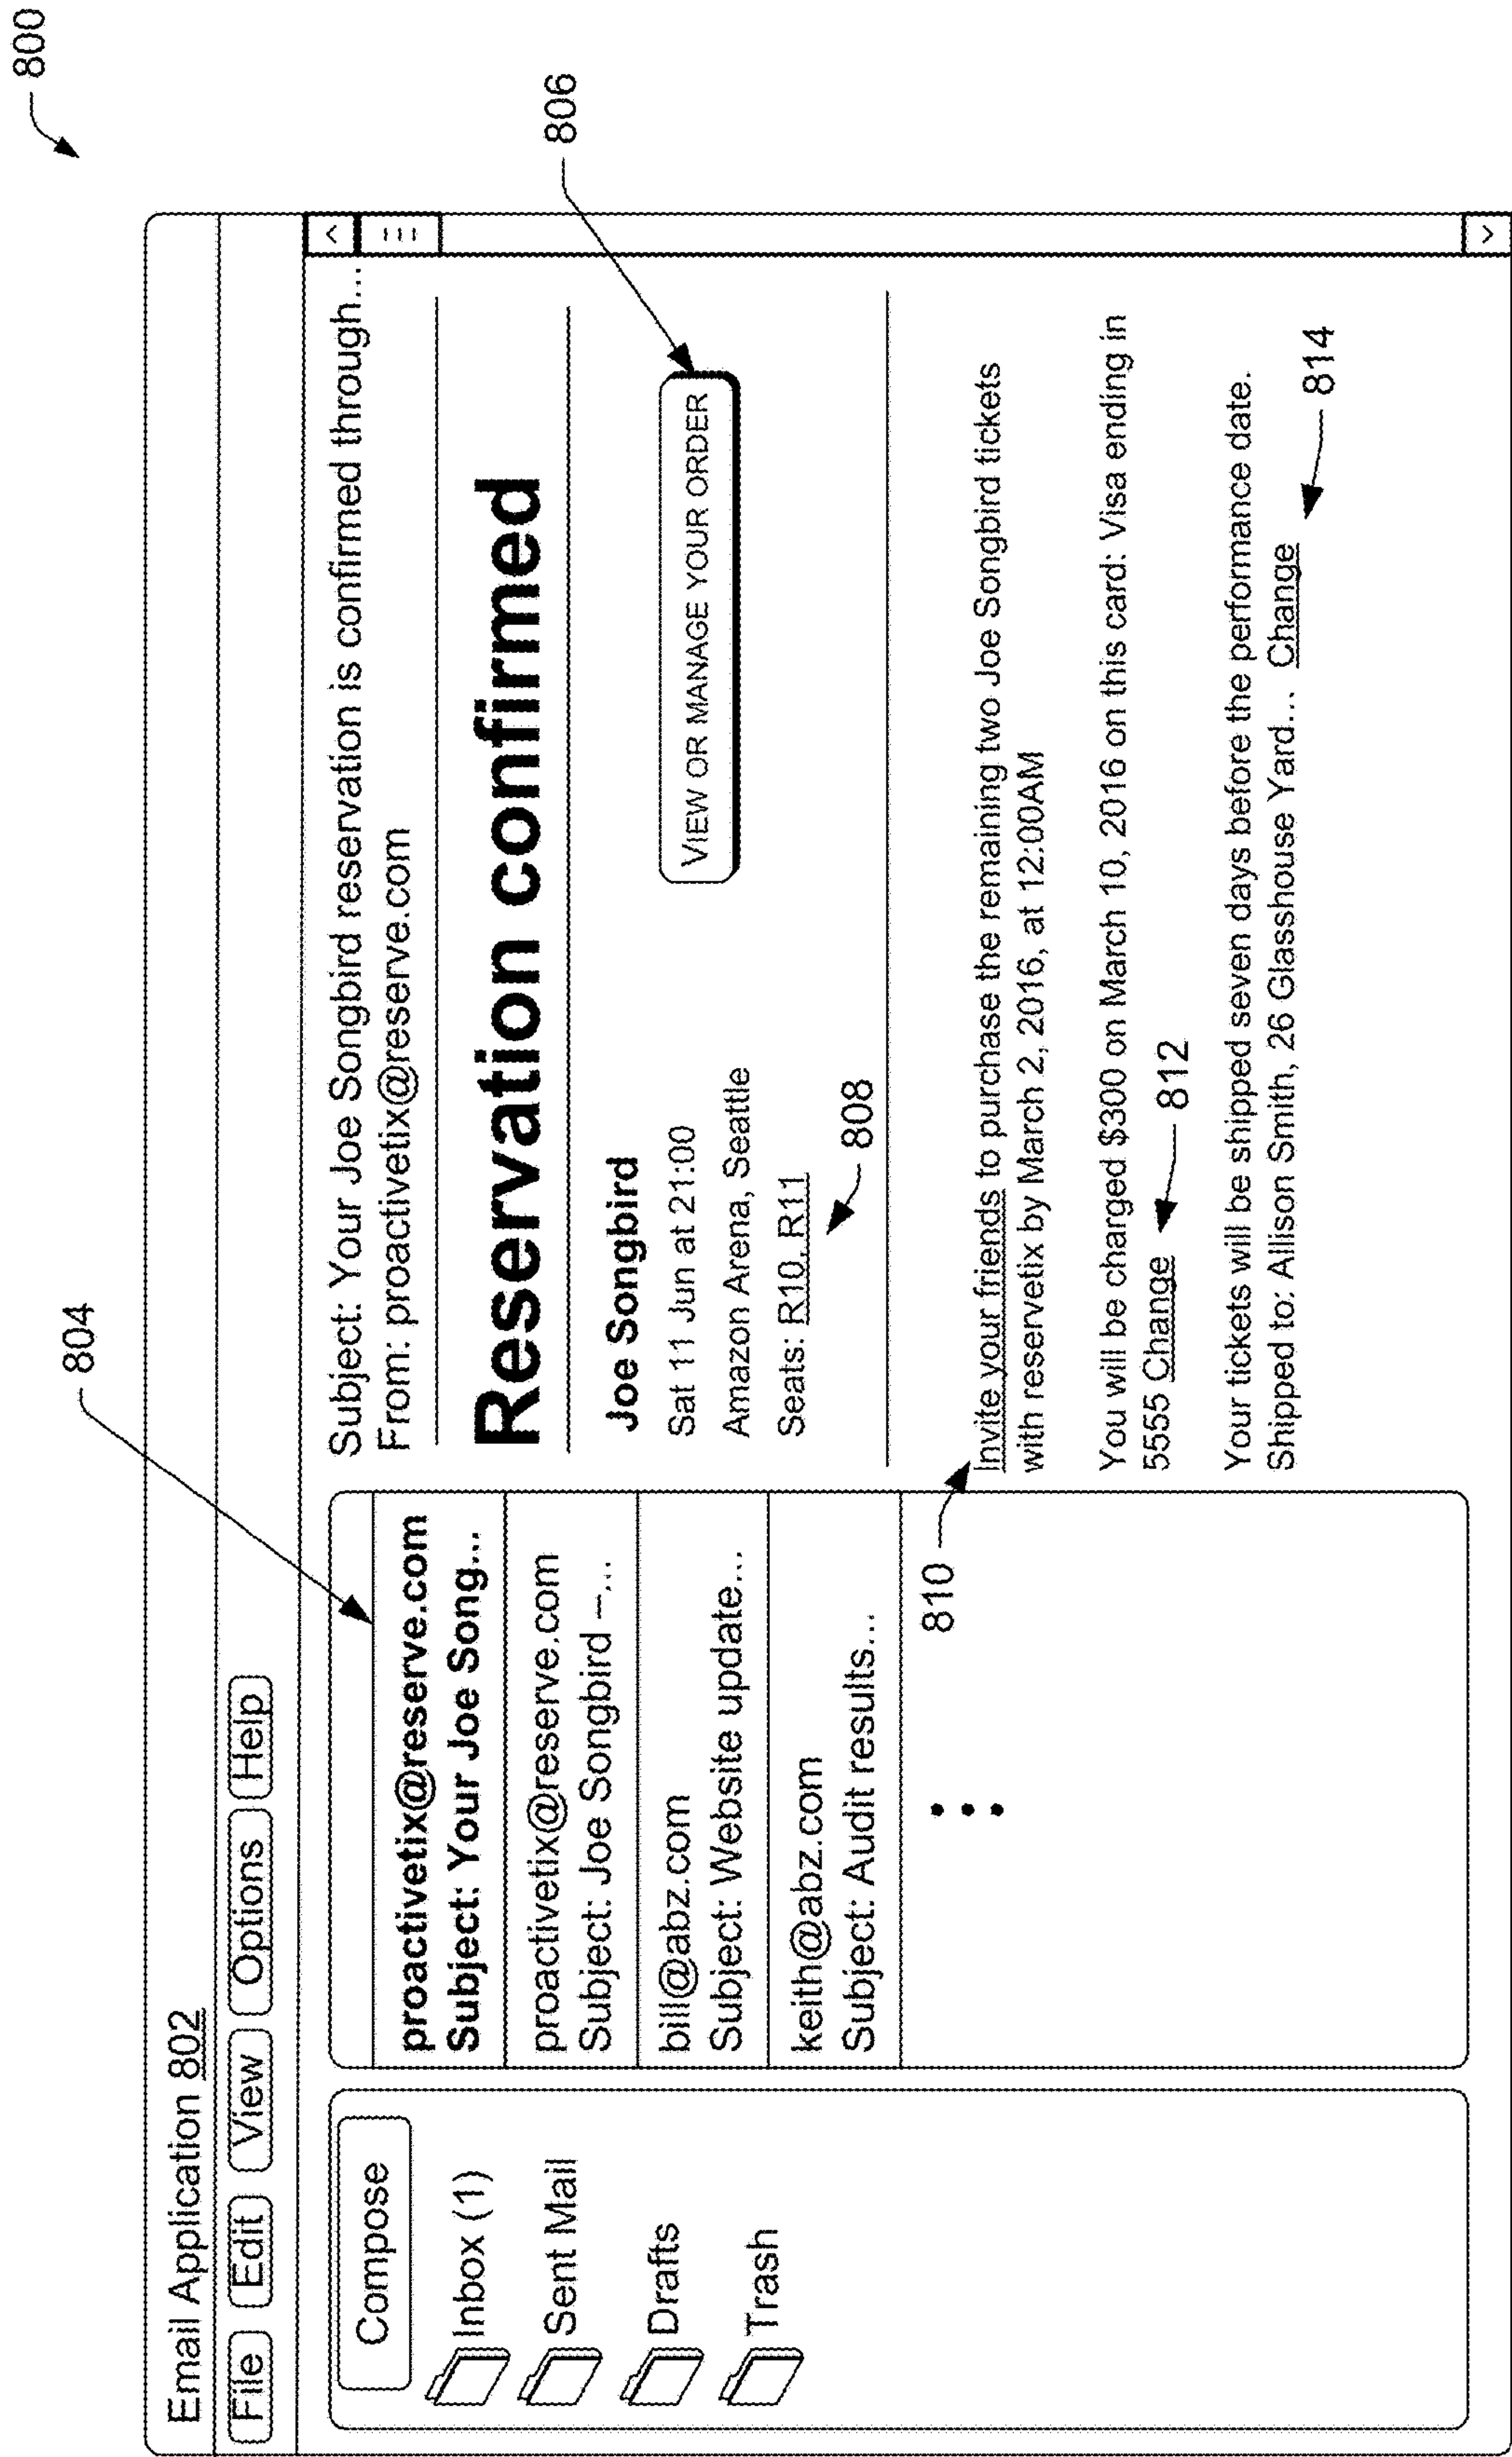 800
Email Application 802
File Edit View Options Help
Compose
Inbox (1)
Sent Mail
Drafts
Trash
804
proactivetix@reserve.com
Subject: Your Joe Song...
proactivetix@reserve.com
Subject: Joe Songbird –...
bill@abz.com
Subject: Website update...
keith@abz.com
Subject: Audit results...
Subject: Your Joe Songbird reservation is confirmed through...
From: proactivetix@reserve.com
Reservation confirmed
Joe Songbird
Sat 11 Jun at 21:00
Amazon Arena, Seattle
Seats: R10, R11
808
VIEW OR MANAGE YOUR ORDER
806
810
Invite your friends to purchase the remaining two Joe Songbird tickets
with reservetix by March 2, 2016, at 12:00AM
You will be charged $300 on March 10, 2016 on this card: Visa ending in
5555 Change
812
Your tickets will be shipped seven days before the performance date.
Shipped to: Allison Smith, 26 Glasshouse Yard... Change
814